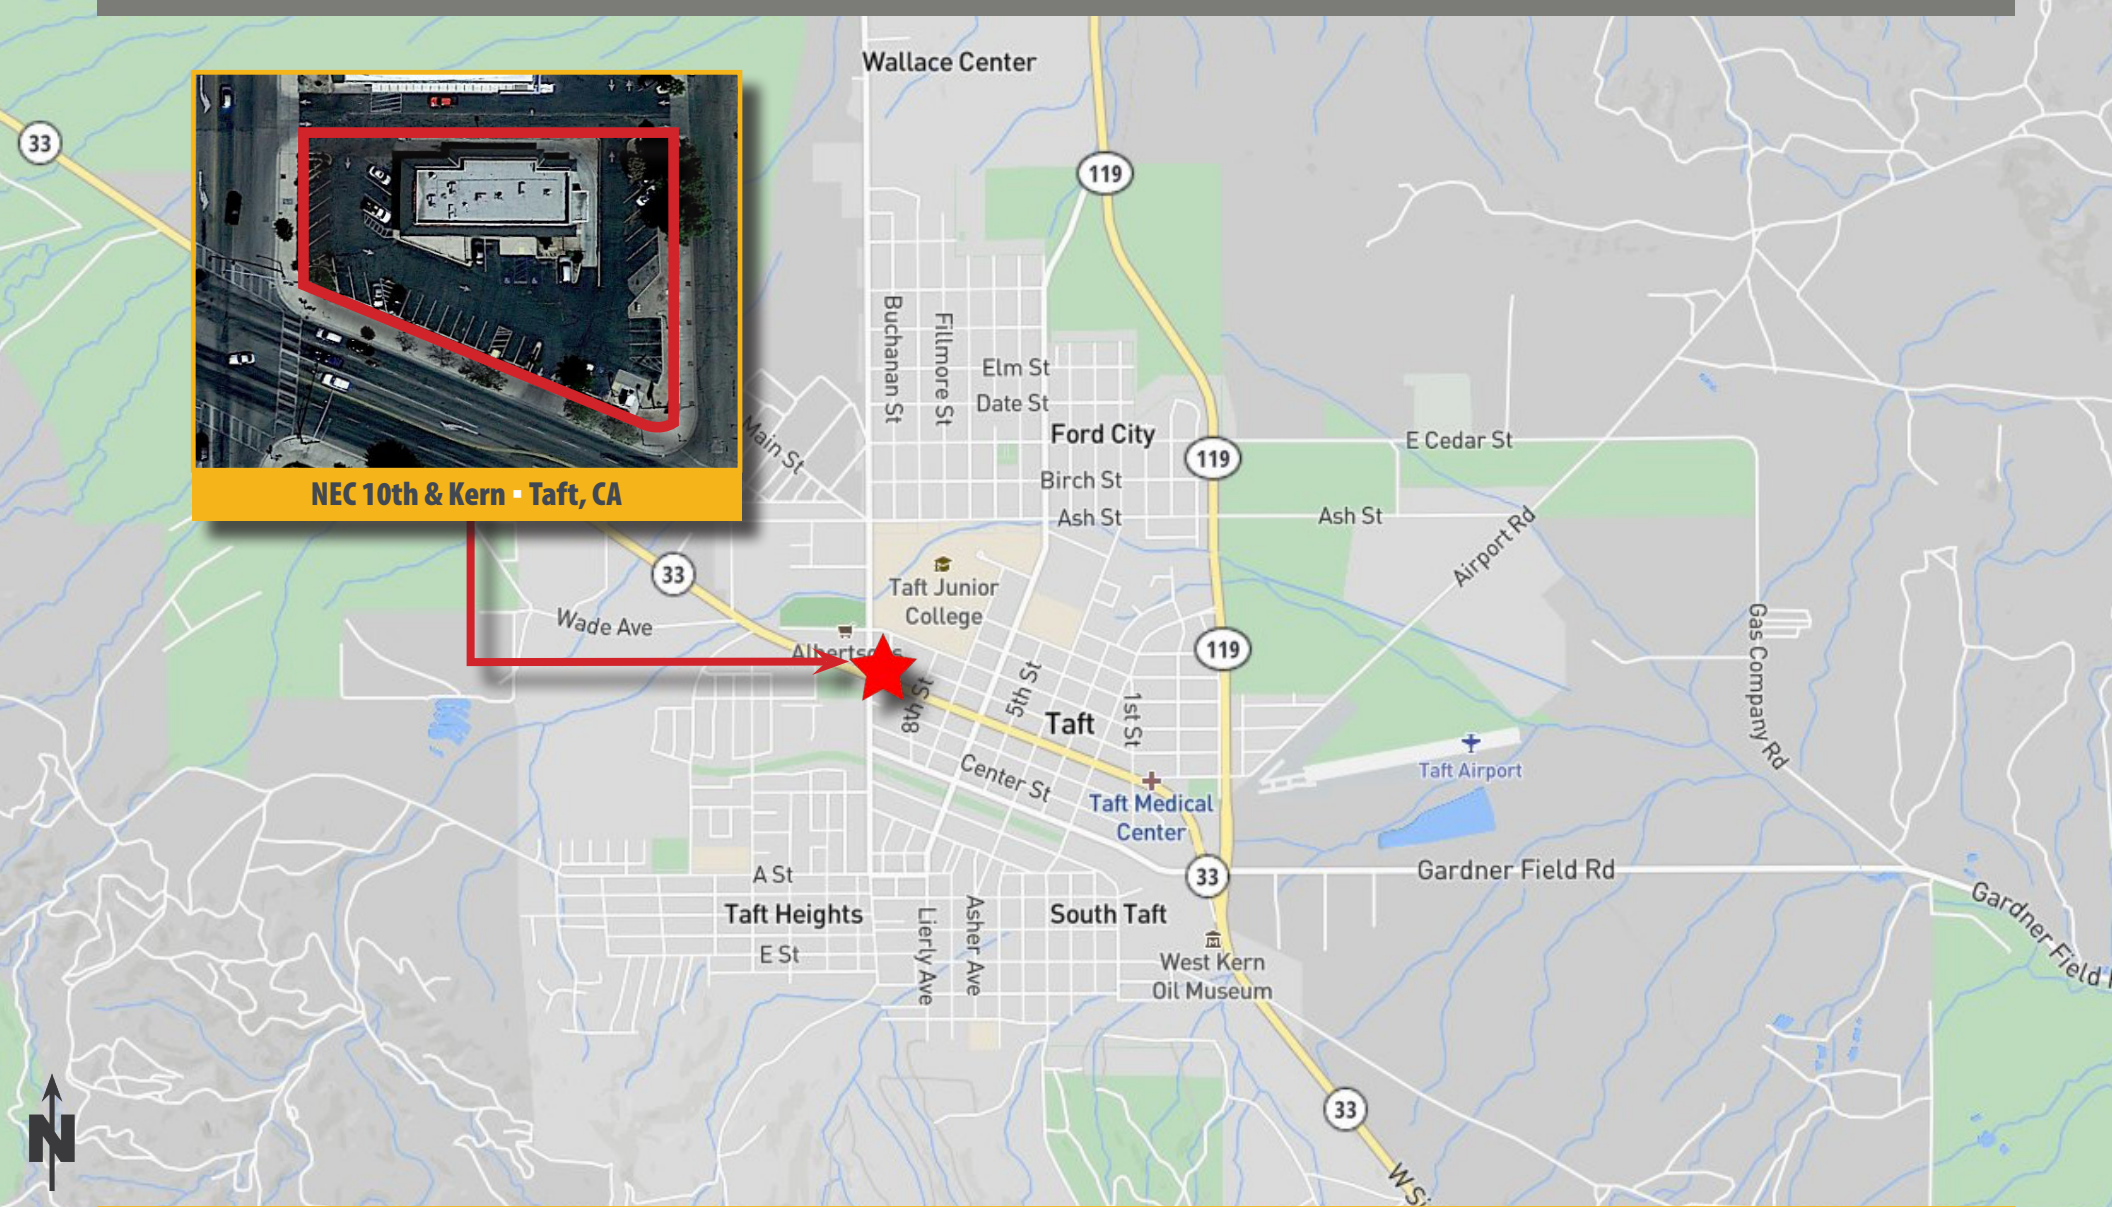 Wallace Center
33
119
Buchanan St
Fillmore St
Elm St
Date St
Main St
Ford City
119
E Cedar St
NEC 10th & Kern ▪ Taft, CA
Birch St
Ash St
Ash St
Airport Rd
33
Taft Junior
College
Wade Ave
Gas Company Rd
Albertsons
119
8th St
5th St
1st St
Taft
Center St
Taft Airport
Taft Medical
Center
A St
33
Gardner Field Rd
Gardner Field
Taft Heights
Lierly Ave
Asher Ave
South Taft
E St
West Kern
Oil Museum
33
N